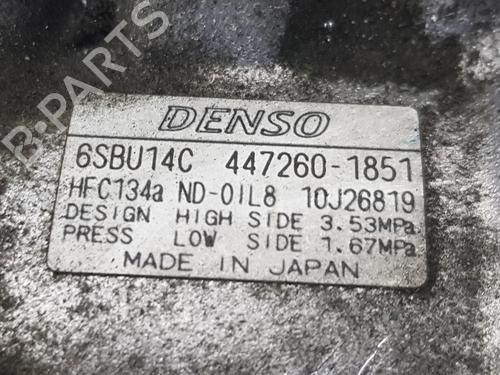 DENSO
6SBU14C 447260-1851
HFC134a ND-OIL8 10J26819
DESIGN HIGH SIDE 3.53MPa
PRESS LOW SIDE 1.67MPa
MADE IN JAPAN
B-PARTS